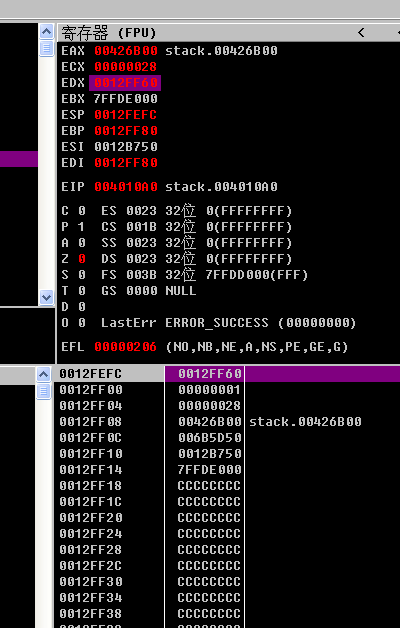 寄存器 (FPU) < <
EAX 00426B00 stack.00426B00
ECX 00000028
EDX 0012FF60
EBX 7FFDE000
ESP 0012FEFC
EBP 0012FF80
ESI 0012B750
EDI 0012FF80
EIP 004010A0 stack.004010A0
C 0 ES 0023 32位 0(FFFFFFFF)
P 1 CS 001B 32位 0(FFFFFFFF)
A 0 SS 0023 32位 0(FFFFFFFF)
Z 0 DS 0023 32位 0(FFFFFFFF)
S 0 FS 003B 32位 7FFDD000(FFF)
T 0 GS 0000 NULL
D 0
O 0 LastErr ERROR_SUCCESS (00000000)
EFL 00000206 (NO,NB,NE,A,NS,PE,GE,G)
0012FEFC 0012FF60
0012FF00 00000001
0012FF04 00000028
0012FF08 00426B00 stack.00426B00
0012FF0C 006B5D50
0012FF10 0012B750
0012FF14 7FFDE000
0012FF18 CCCCCCCC
0012FF1C CCCCCCCC
0012FF20 CCCCCCCC
0012FF24 CCCCCCCC
0012FF28 CCCCCCCC
0012FF2C CCCCCCCC
0012FF30 CCCCCCCC
0012FF34 CCCCCCCC
0012FF38 CCCCCCCC